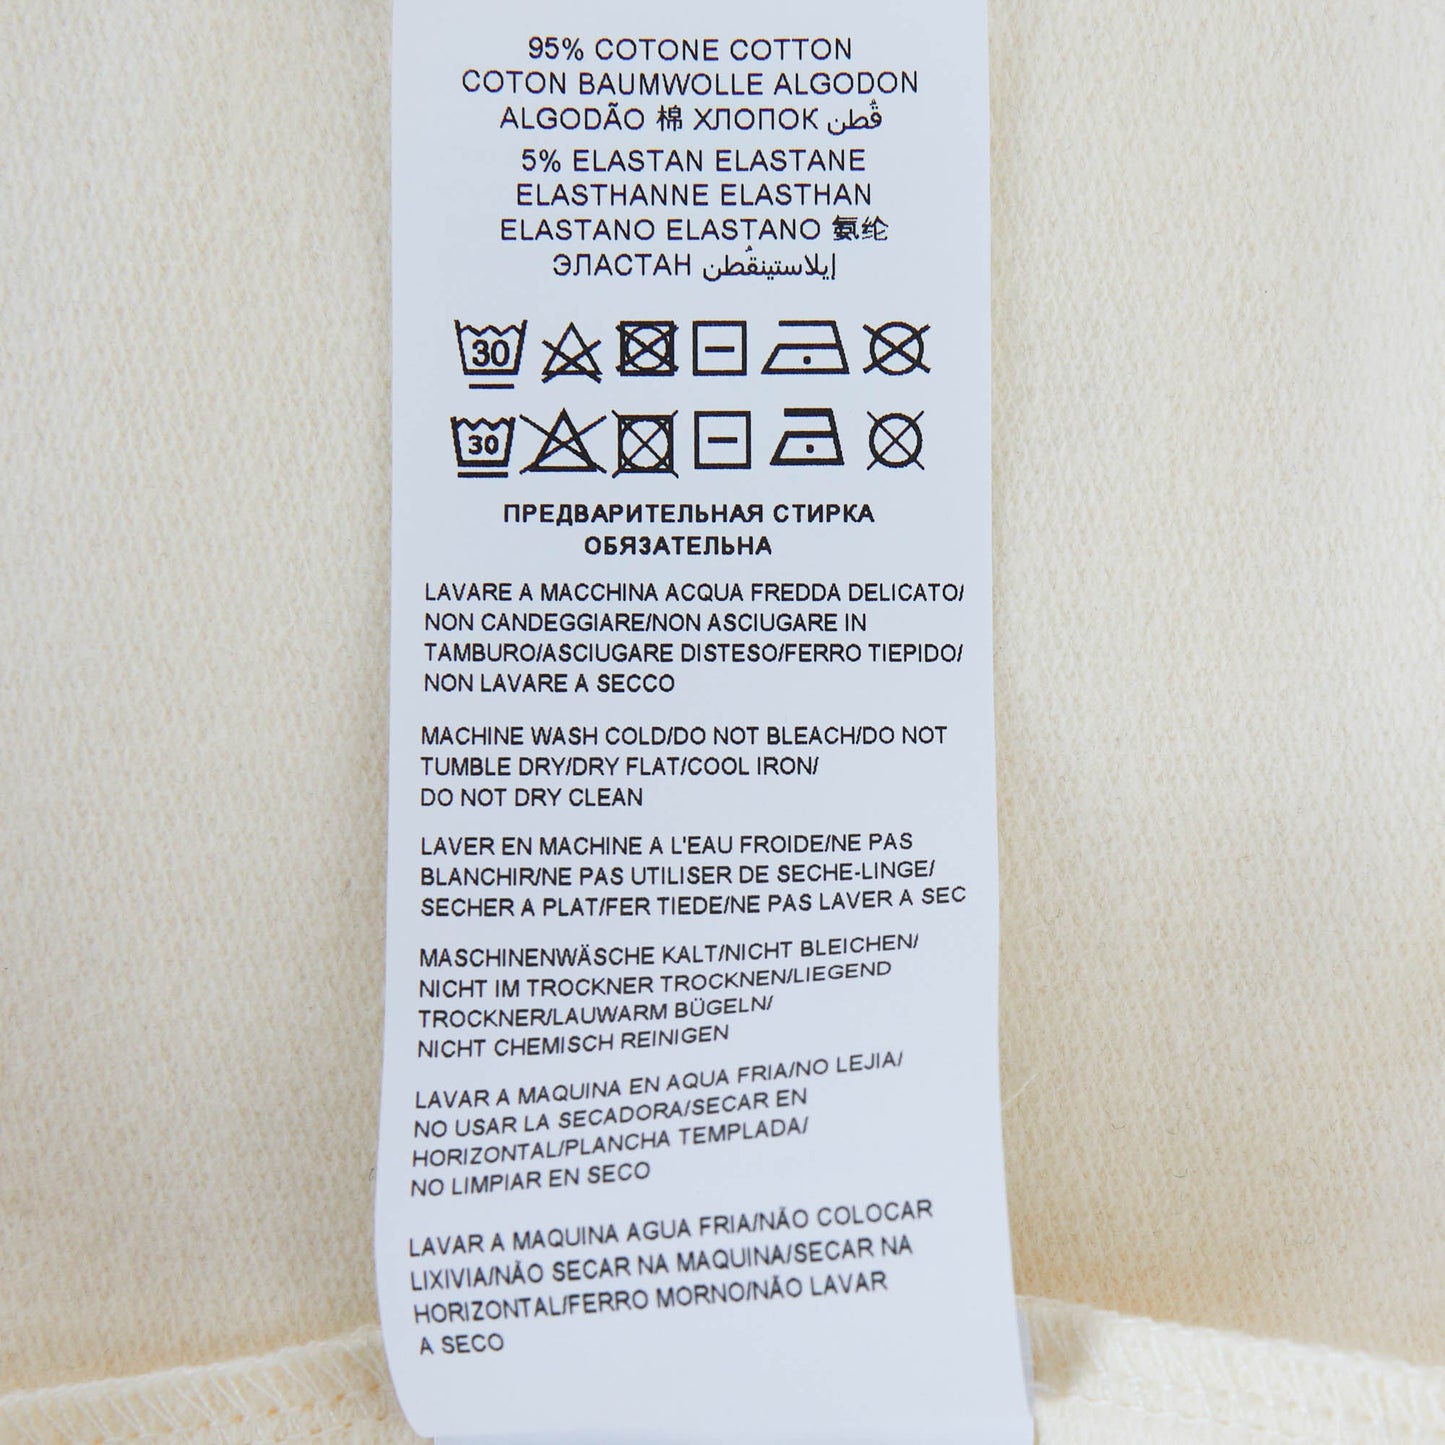 95% COTONE COTTON
COTON BAUMWOLLE ALGODON
ALGODÃO 棉 ХЛОПОК قُطن
5% ELASTAN ELASTANE
ELASTHANNE ELASTHAN
ELASTANO ELASTANO 氨纶
ЭЛАСТАН إيلاستينقُطن
30
30
ПРЕДВАРИТЕЛЬНАЯ СТИРКА
ОБЯЗАТЕЛЬНА
LAVARE A MACCHINA ACQUA FREDDA DELICATO/
NON CANDEGGIARE/NON ASCIUGARE IN
TAMBURO/ASCIUGARE DISTESO/FERRO TIEPIDO/
NON LAVARE A SECCO
MACHINE WASH COLD/DO NOT BLEACH/DO NOT
TUMBLE DRY/DRY FLAT/COOL IRON/
DO NOT DRY CLEAN
LAVER EN MACHINE A L'EAU FROIDE/NE PAS
BLANCHIR/NE PAS UTILISER DE SECHE-LINGE/
SECHER A PLAT/FER TIEDE/NE PAS LAVER A SEC
MASCHINENWÄSCHE KALT/NICHT BLEICHEN/
NICHT IM TROCKNER TROCKNEN/LIEGEND
TROCKNER/LAUWARM BÜGELN/
NICHT CHEMISCH REINIGEN
LAVAR A MAQUINA EN AQUA FRIA/NO LEJIA/
NO USAR LA SECADORA/SECAR EN
HORIZONTAL/PLANCHA TEMPLADA/
NO LIMPIAR EN SECO
LAVAR A MAQUINA AGUA FRIA/NÃO COLOCAR
LIXIVIA/NÃO SECAR NA MAQUINA/SECAR NA
HORIZONTAL/FERRO MORNO/NÃO LAVAR
A SECO